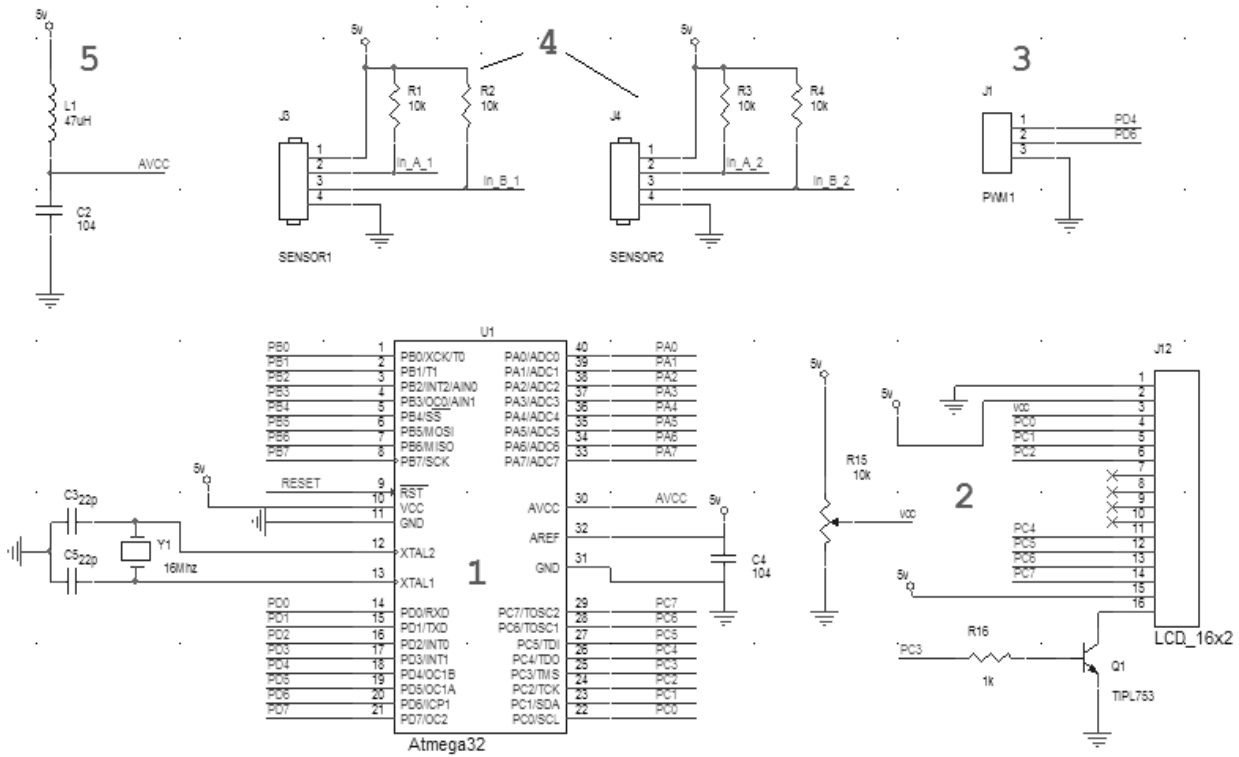 5v
5
L1
47uH
AVCC
C2
104
5v
R1
10k
R2
10k
J3
1
2
3
4
In_A_1
In_B_1
SENSOR1
4
5v
R3
10k
R4
10k
J4
1
2
3
4
In_A_2
In_B_2
SENSOR2
3
J1
1
2
3
PD4
PD6
PWM1
U1
PB0 1 PB0/XCK/T0 PA0/ADC0 40 PA0
PB1 2 PB1/T1 PA1/ADC1 39 PA1
PB2 3 PB2/INT2/AIN0 PA2/ADC2 38 PA2
PB3 4 PB3/OC0/AIN1 PA3/ADC3 37 PA3
PB4 5 PB4/SS PA4/ADC4 36 PA4
PB5 6 PB5/MOSI PA5/ADC5 35 PA5
PB6 7 PB6/MISO PA6/ADC6 34 PA6
PB7 8 PB7/SCK PA7/ADC7 33 PA7
5v
RESET 9 RST
10 VCC AVCC 30 AVCC
11 GND
5v
AREF 32
12 XTAL2
GND 31
13 XTAL1
C4
104
C3 22p
C5 22p
Y1
16Mhz
1
PD0 14 PD0/RXD PC7/TOSC2 29 PC7
PD1 15 PD1/TXD PC6/TOSC1 28 PC6
PD2 16 PD2/INT0 PC5/TDI 27 PC5
PD3 17 PD3/INT1 PC4/TDO 26 PC4
PD4 18 PD4/OC1B PC3/TMS 25 PC3
PD5 19 PD5/OC1A PC2/TCK 24 PC2
PD6 20 PD6/ICP1 PC1/SDA 23 PC1
PD7 21 PD7/OC2 PC0/SCL 22 PC0
Atmega32
5v
R15
10k
VCC
2
J12
5v
1
2
VCC 3
PC0 4
PC1 5
PC2 6
7
8
9
10
PC4 11
PC5 12
PC6 13
PC7 14
5v 15
16
LCD_16x2
PC3
R16
1k
Q1
TIPL753